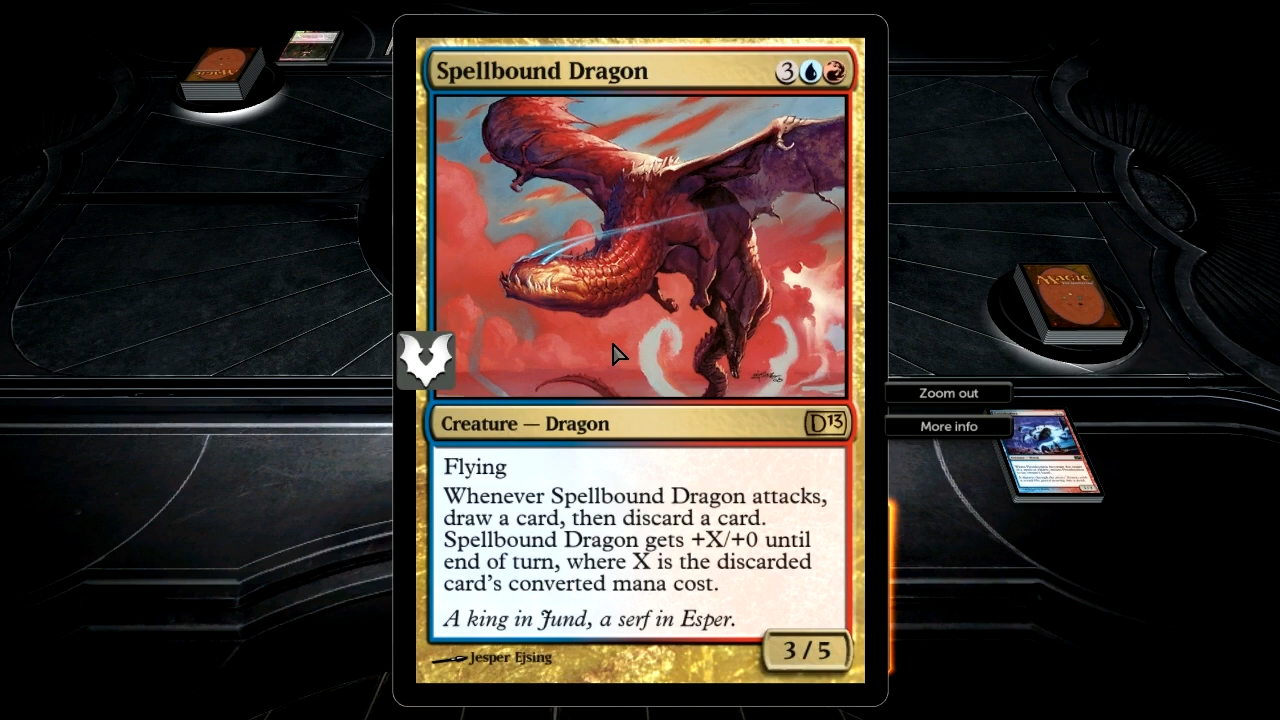 Spellbound Dragon
3
Creature — Dragon
D13
Flying
Whenever Spellbound Dragon attacks,
draw a card, then discard a card.
Spellbound Dragon gets +X/+0 until
end of turn, where X is the discarded
card's converted mana cost.
A king in Jund, a serf in Esper.
3 / 5
Jesper Ejsing
Magic
Zoom out
More info